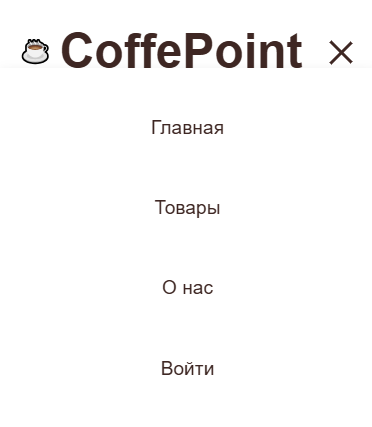 CoffePoint
Главная
Товары
О нас
Войти